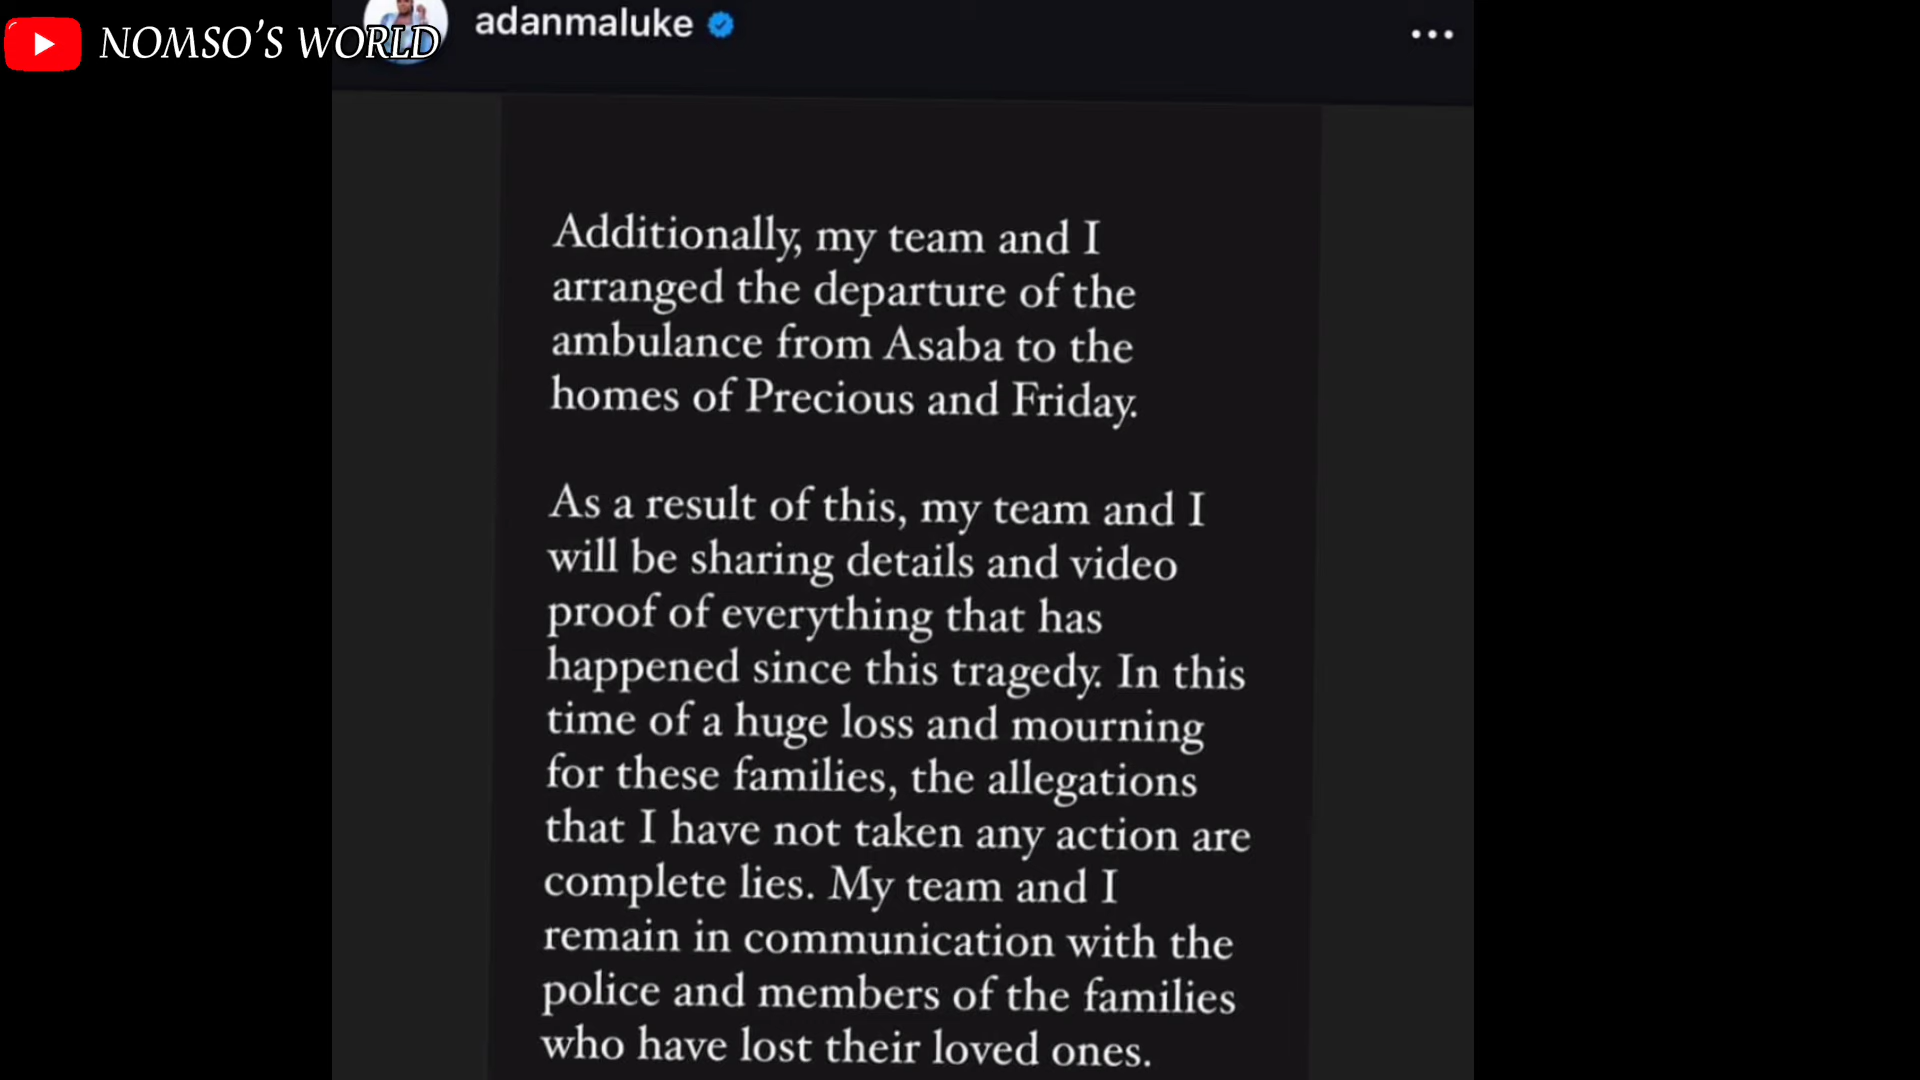 NOMSO'S WORLD
adanmaluke
Additionally, my team and I
arranged the departure of the
ambulance from Asaba to the
homes of Precious and Friday.
As a result of this, my team and I
will be sharing details and video
proof of everything that has
happened since this tragedy. In this
time of a huge loss and mourning
for these families, the allegations
that I have not taken any action are
complete lies. My team and I
remain in communication with the
police and members of the families
who have lost their loved ones.